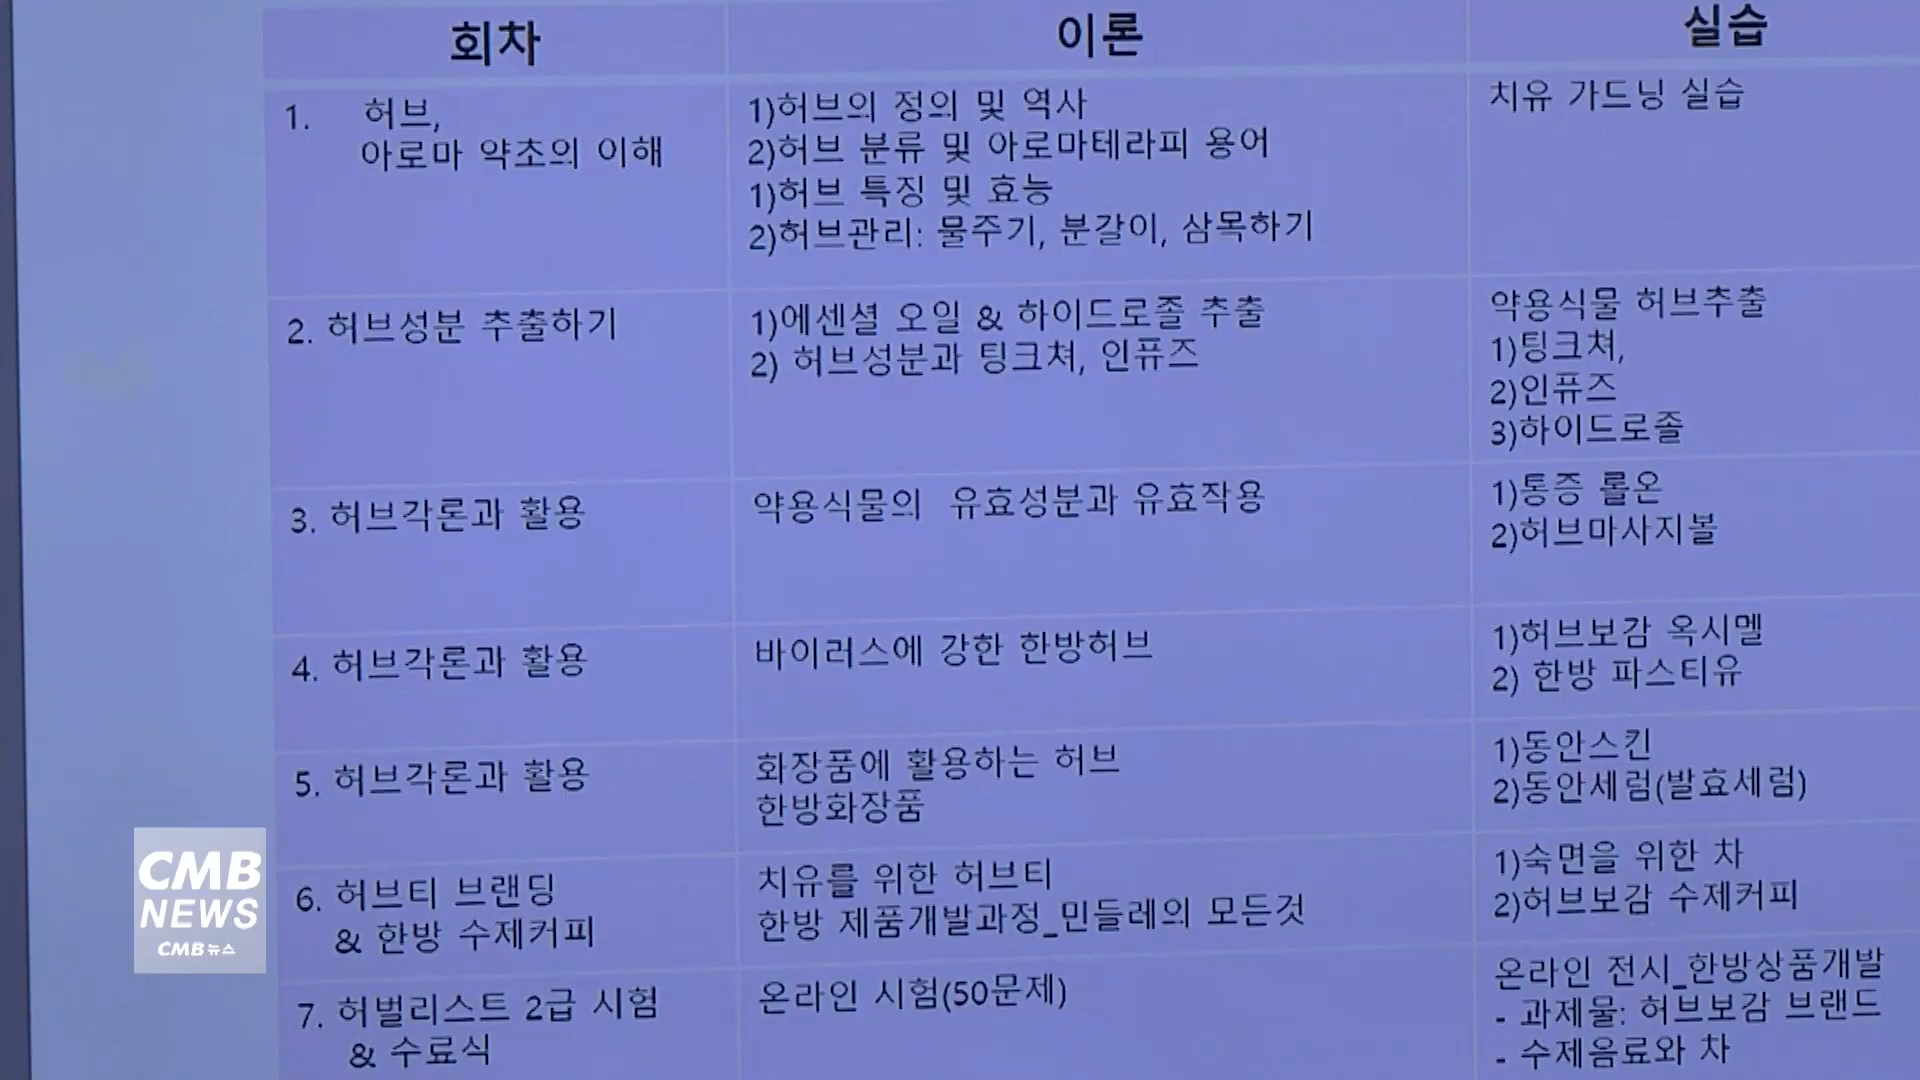 회차 이론 실습
1. 허브,
아로마 약초의 이해
1)허브의 정의 및 역사
2)허브 분류 및 아로마테라피 용어
1)허브 특징 및 효능
2)허브관리: 물주기, 분갈이, 삼목하기
치유 가드닝 실습
2. 허브성분 추출하기
1)에센셜 오일 & 하이드로졸 추출
2) 허브성분과 팅크쳐, 인퓨즈
약용식물 허브추출
1)팅크쳐,
2)인퓨즈
3)하이드로졸
3. 허브각론과 활용
약용식물의 유효성분과 유효작용
1)통증 롤온
2)허브마사지볼
4. 허브각론과 활용
바이러스에 강한 한방허브
1)허브보감 옥시멜
2) 한방 파스티유
5. 허브각론과 활용
화장품에 활용하는 허브
한방화장품
1)동안스킨
2)동안세럼(발효세럼)
6. 허브티 브랜딩
& 한방 수제커피
치유를 위한 허브티
한방 제품개발과정_민들레의 모든것
1)숙면을 위한 차
2)허브보감 수제커피
7. 허벌리스트 2급 시험
& 수료식
온라인 시험(50문제)
온라인 전시_한방상품개발
- 과제물: 허브보감 브랜드
- 수제음료와 차
CMB
NEWS
CMB뉴스